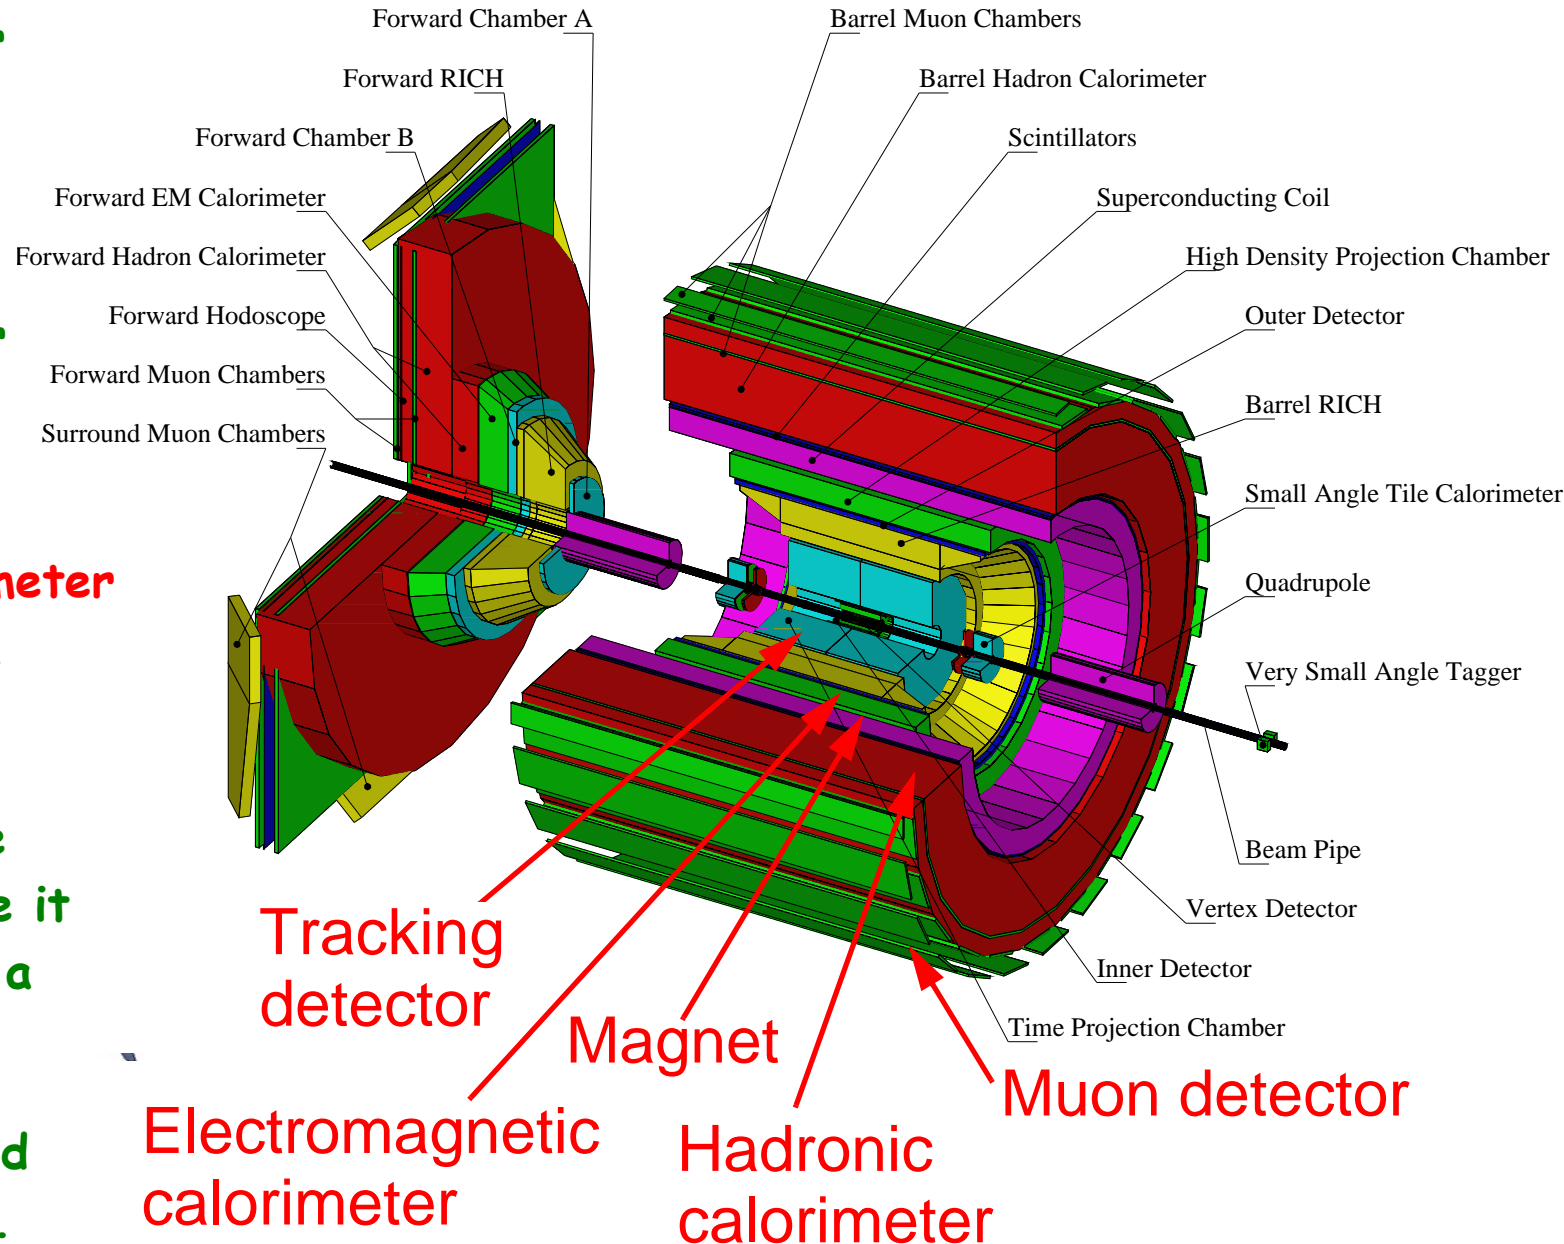 Forward Chamber A
Forward RICH
Forward Chamber B
Forward EM Calorimeter
Forward Hadron Calorimeter
Forward Hodoscope
Forward Muon Chambers
Surround Muon Chambers
Barrel Muon Chambers
Barrel Hadron Calorimeter
Scintillators
Superconducting Coil
High Density Projection Chamber
Outer Detector
Barrel RICH
Small Angle Tile Calorimeter
Quadrupole
Very Small Angle Tagger
Beam Pipe
Vertex Detector
Inner Detector
Time Projection Chamber
meter
e
e it
a
d
Tracking
detector
Magnet
Muon detector
Electromagnetic
calorimeter
Hadronic
calorimeter